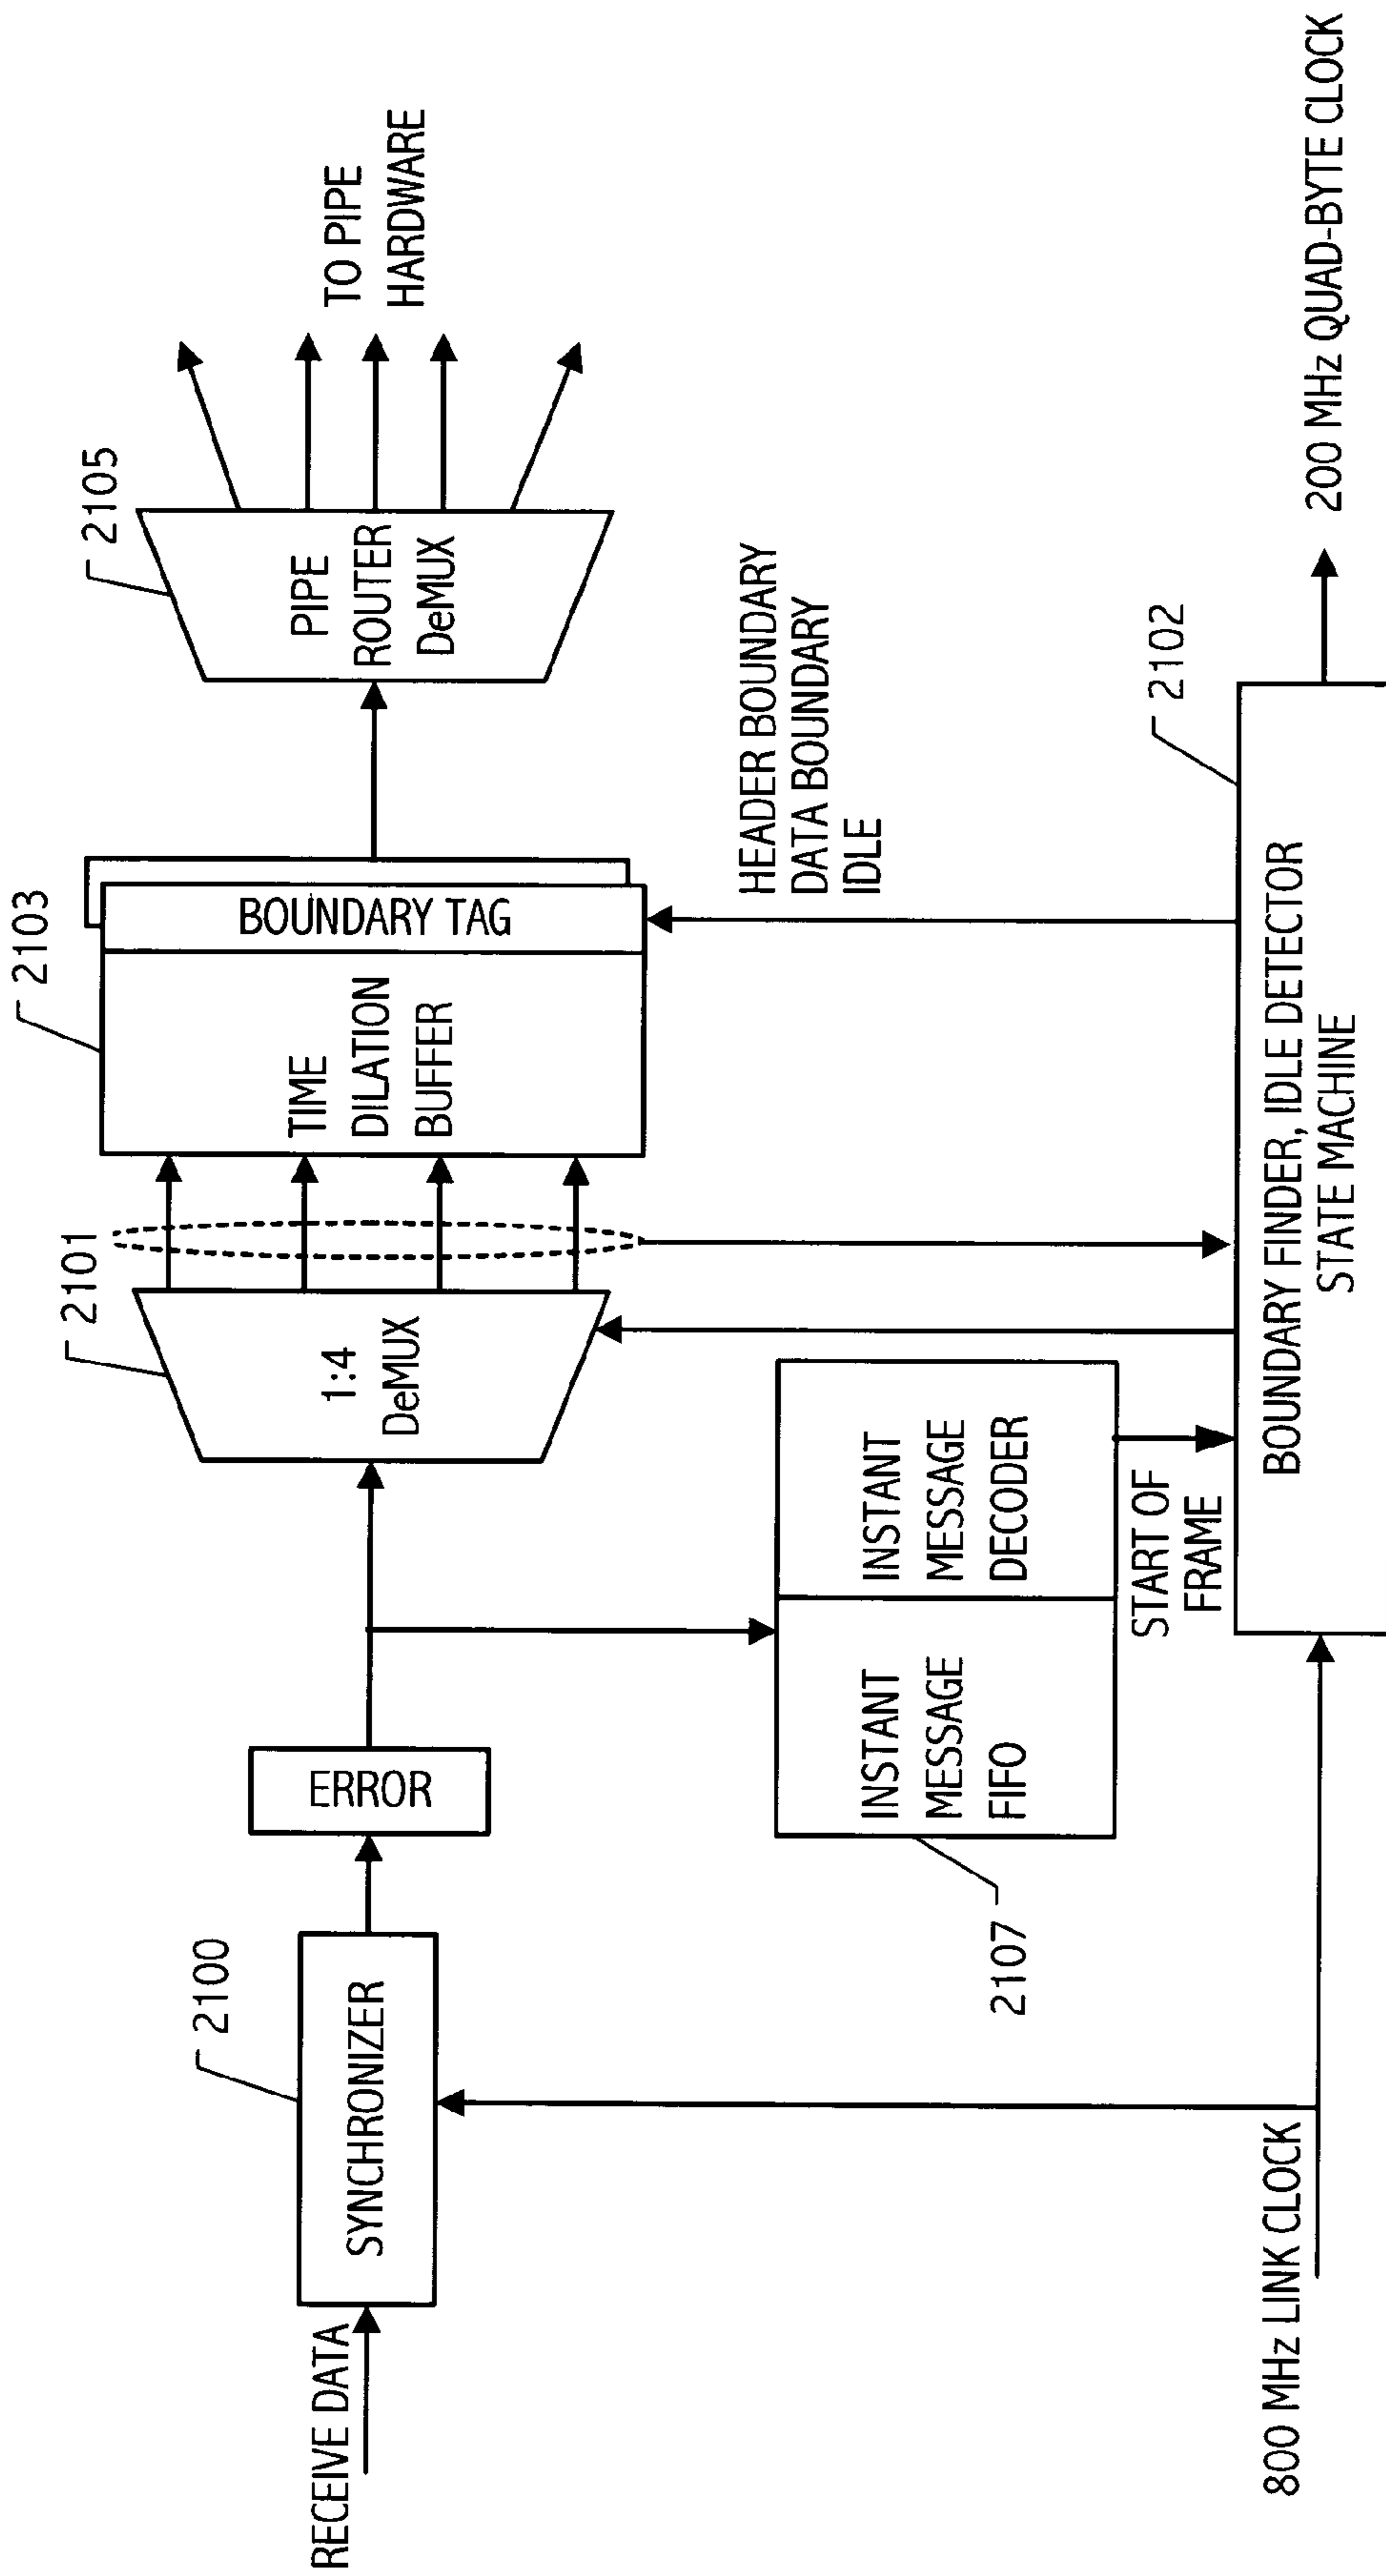 RECEIVE DATA
2100
SYNCHRONIZER
ERROR
2101
1:4
DeMUX
2103
TIME
DILATION
BUFFER
BOUNDARY TAG
2105
PIPE
ROUTER
DeMUX
TO PIPE
HARDWARE
2107
INSTANT
MESSAGE
FIFO
INSTANT
MESSAGE
DECODER
START OF
FRAME
HEADER BOUNDARY
DATA BOUNDARY
IDLE
2102
800 MHz LINK CLOCK
BOUNDARY FINDER, IDLE DETECTOR
STATE MACHINE
200 MHz QUAD-BYTE CLOCK